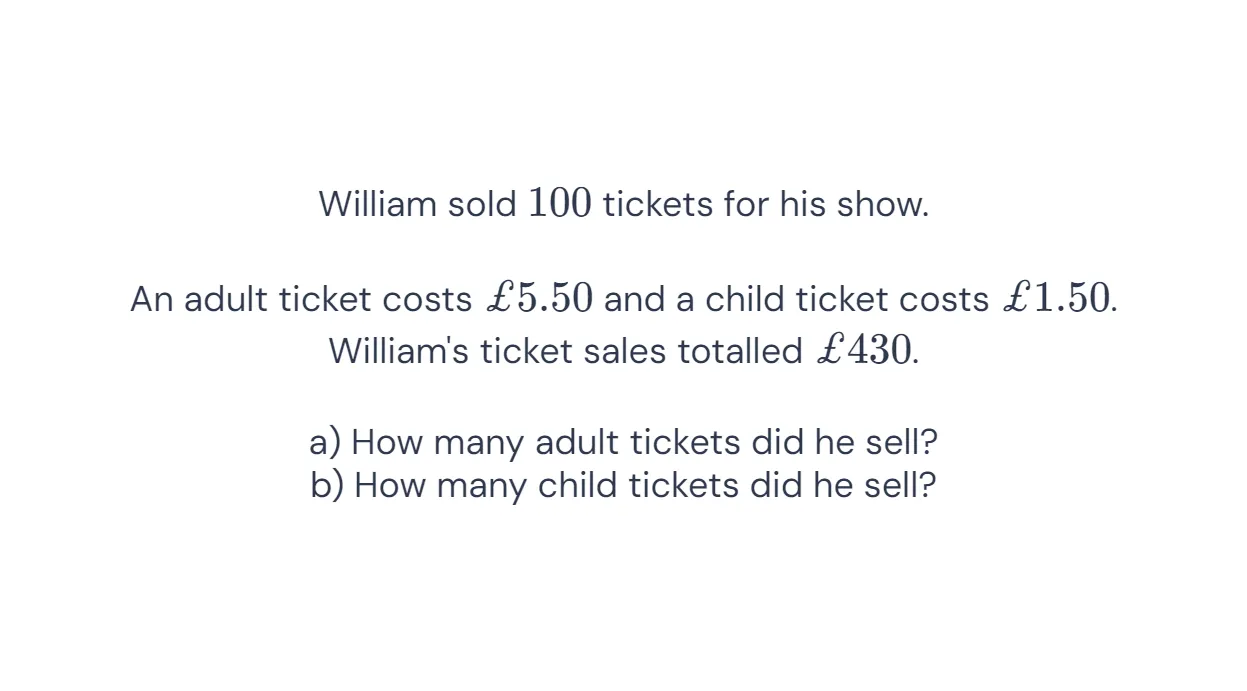 William sold 100 tickets for his show.
An adult ticket costs £5.50 and a child ticket costs £1.50.
William's ticket sales totalled £430.
a) How many adult tickets did he sell?
b) How many child tickets did he sell?